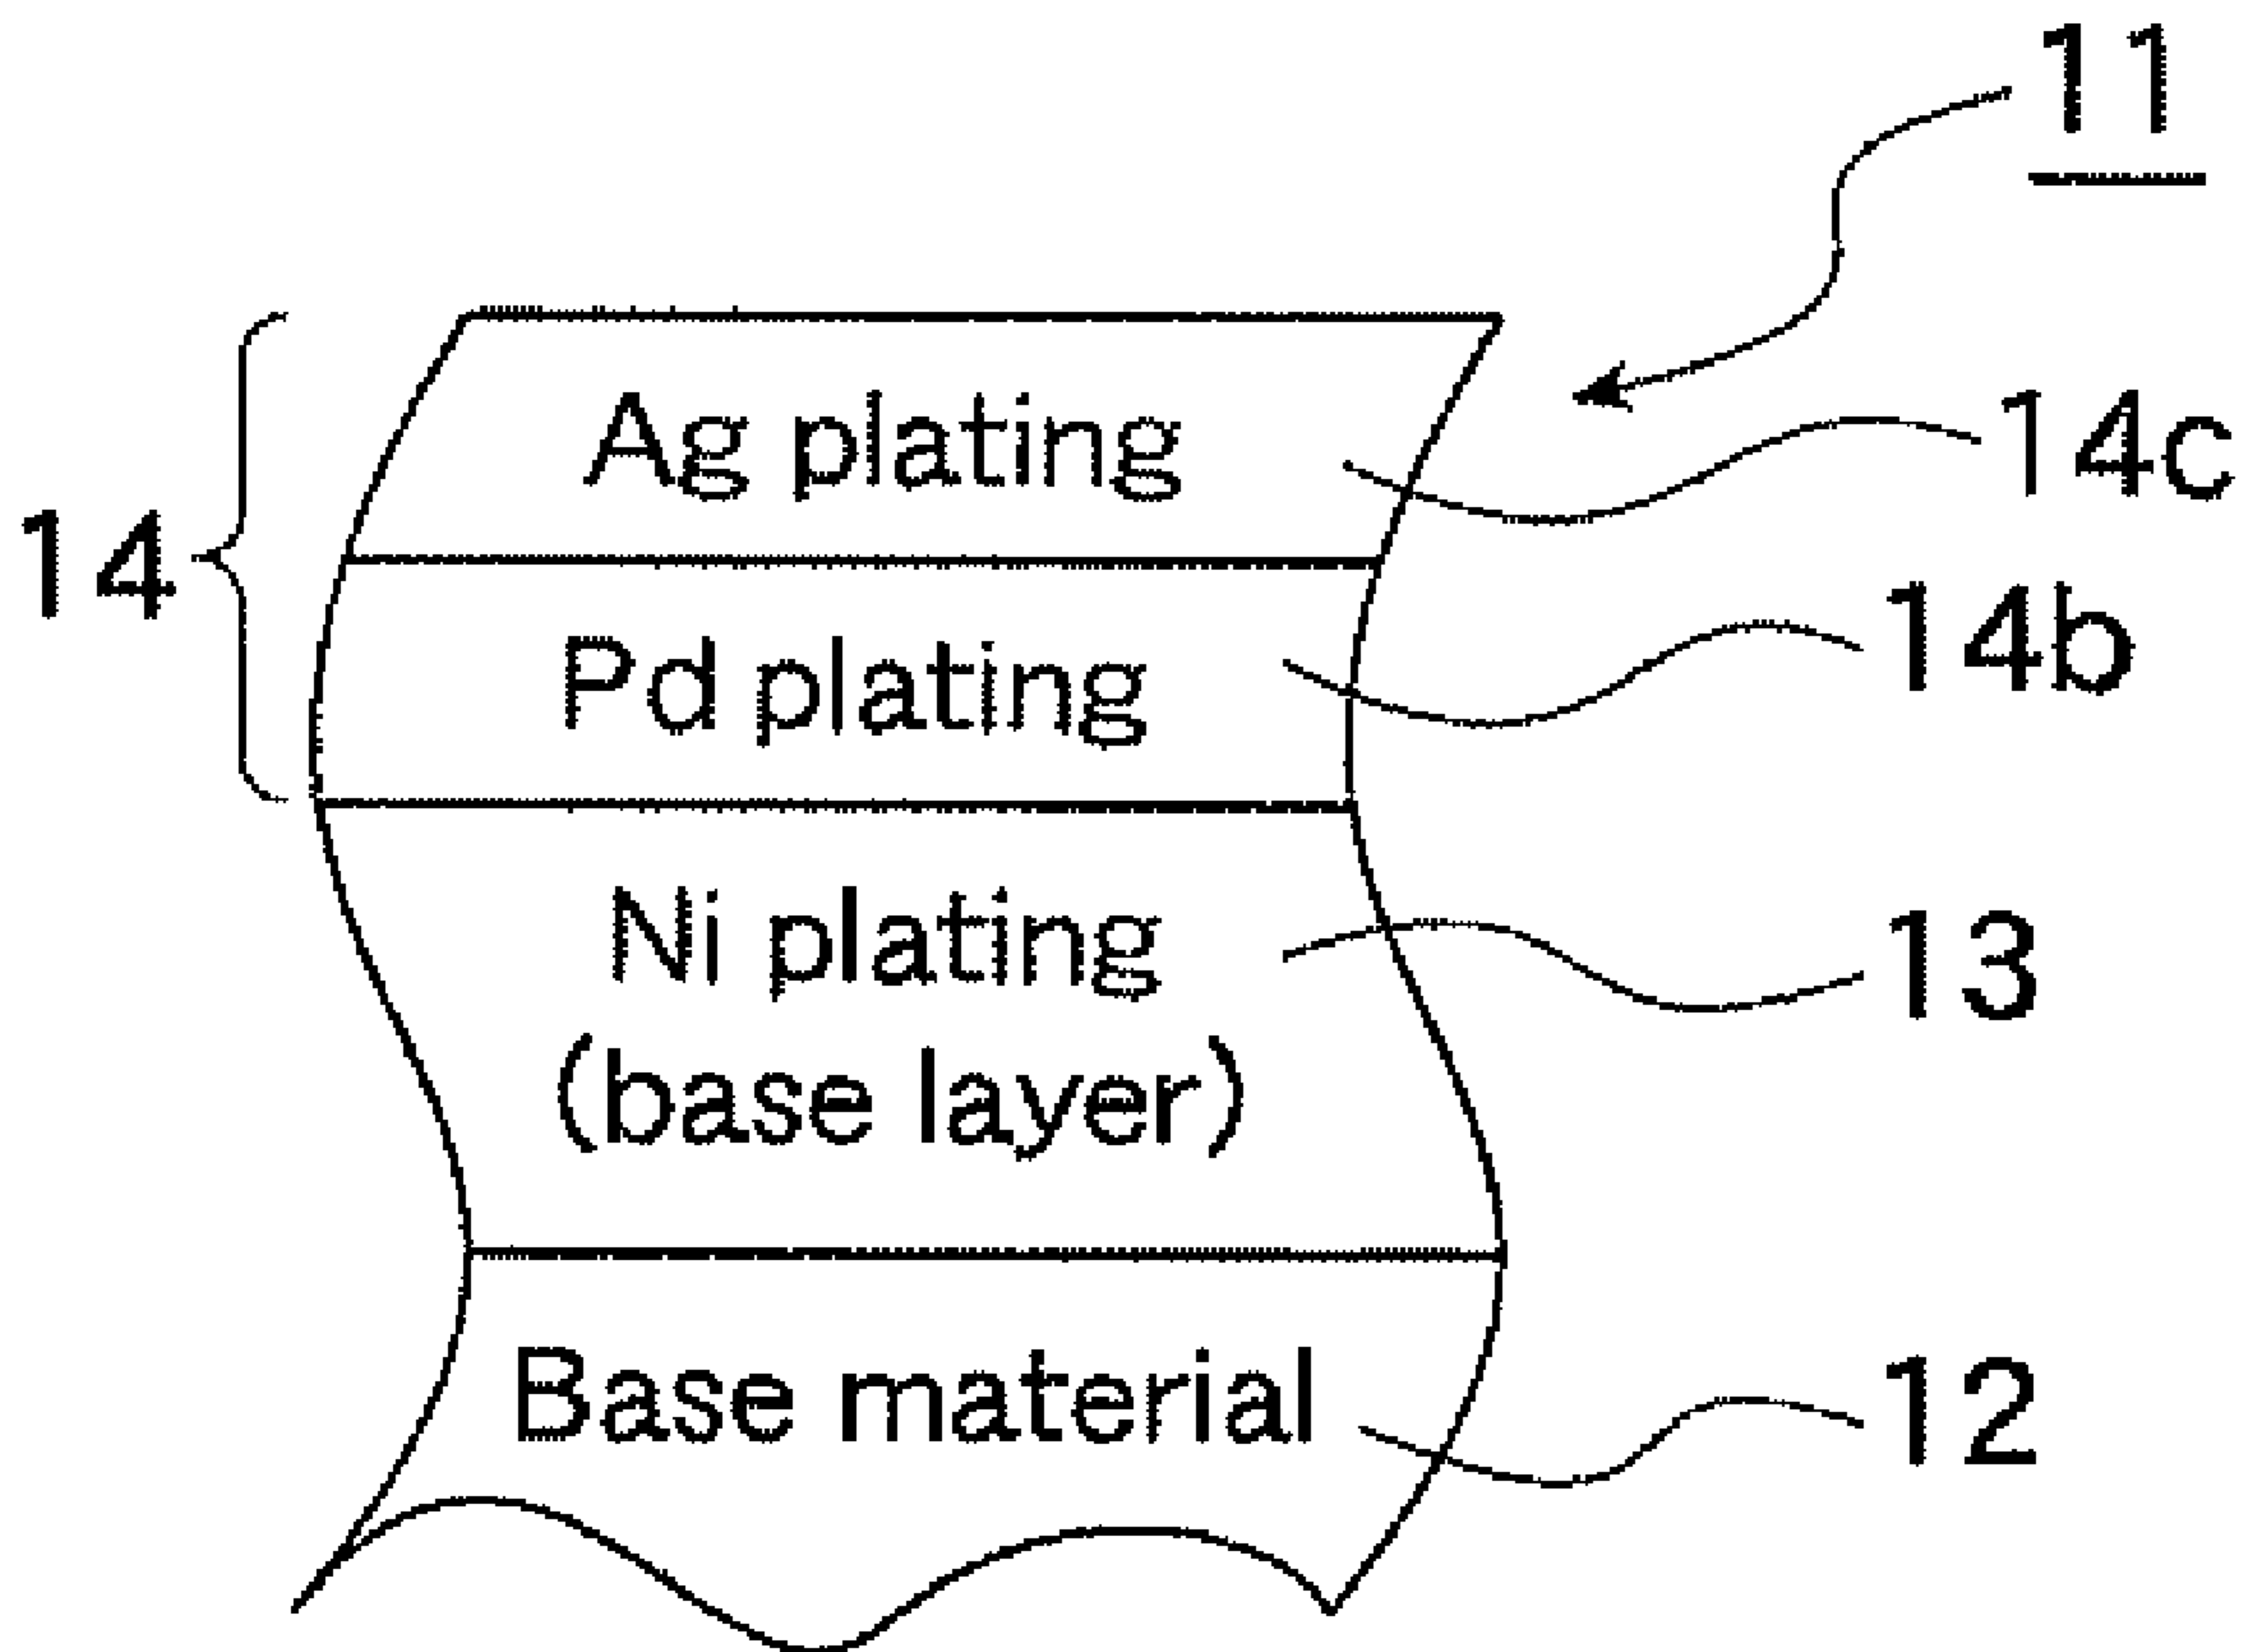 11
Ag plating
14c
14
Pd plating
14b
Ni plating
(base layer)
13
Base material
12